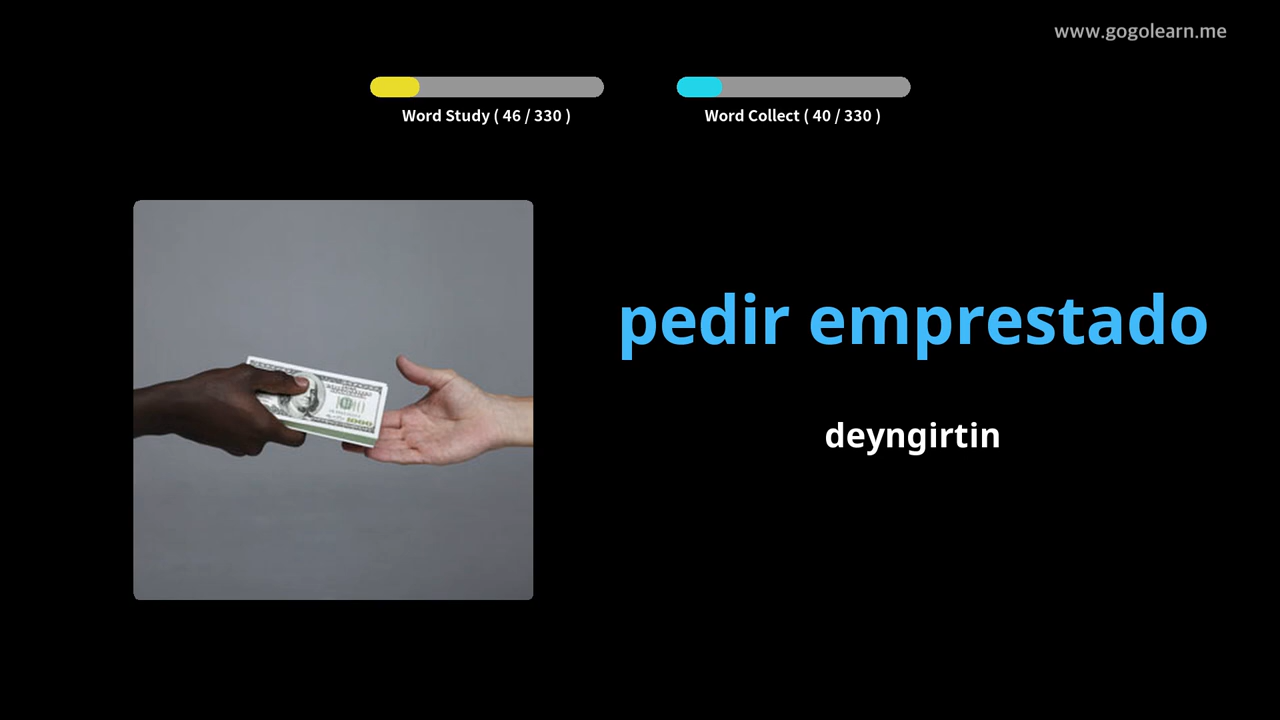 www.gogolearn.me
Word Study ( 46 / 330 )
Word Collect ( 40 / 330 )
pedir emprestado
deyngirtin